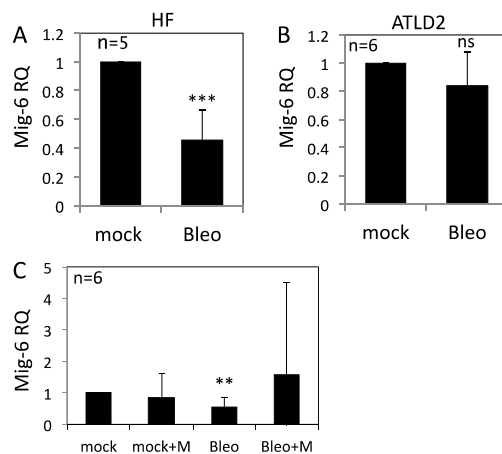 A
HF
n=5
Mig-6 RQ
1.2
1
0.8
0.6
0.4
0.2
0
***
mock
Bleo
B
ATLD2
n=6
ns
Mig-6 RQ
1.2
1
0.8
0.6
0.4
0.2
0
mock
Bleo
C
n=6
Mig-6 RQ
5
4
3
2
1
0
**
mock
mock+M
Bleo
Bleo+M